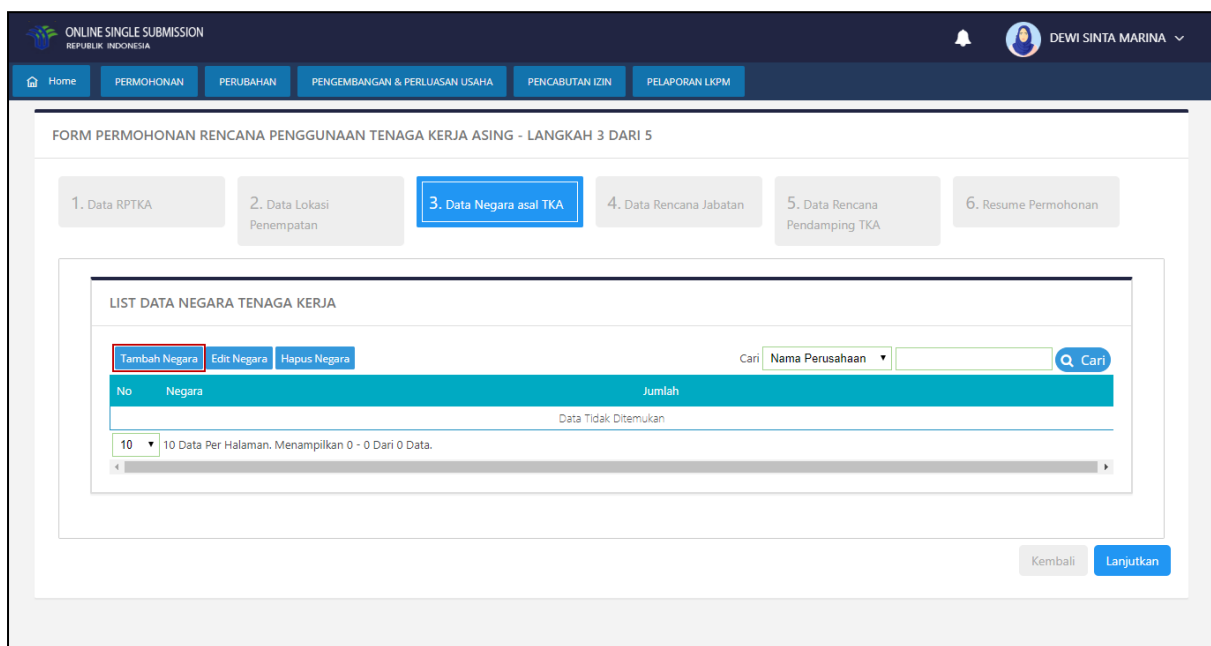 ONLINE SINGLE SUBMISSION
REPUBLIK INDONESIA
DEWI SINTA MARINA
Home PERMOHONAN PERUBAHAN PENGEMBANGAN & PERLUASAN USAHA PENCABUTAN IZIN PELAPORAN LKPM
FORM PERMOHONAN RENCANA PENGGUNAAN TENAGA KERJA ASING - LANGKAH 3 DARI 5
1. Data RPTKA
2. Data Lokasi
Penempatan
3. Data Negara asal TKA
4. Data Rencana Jabatan
5. Data Rencana
Pendamping TKA
6. Resume Permohonan
LIST DATA NEGARA TENAGA KERJA
Tambah Negara Edit Negara Hapus Negara Cari Nama Perusahaan Cari
No Negara Jumlah
Data Tidak Ditemukan
10 10 Data Per Halaman. Menampilkan 0 - 0 Dari 0 Data.
Kembali Lanjutkan